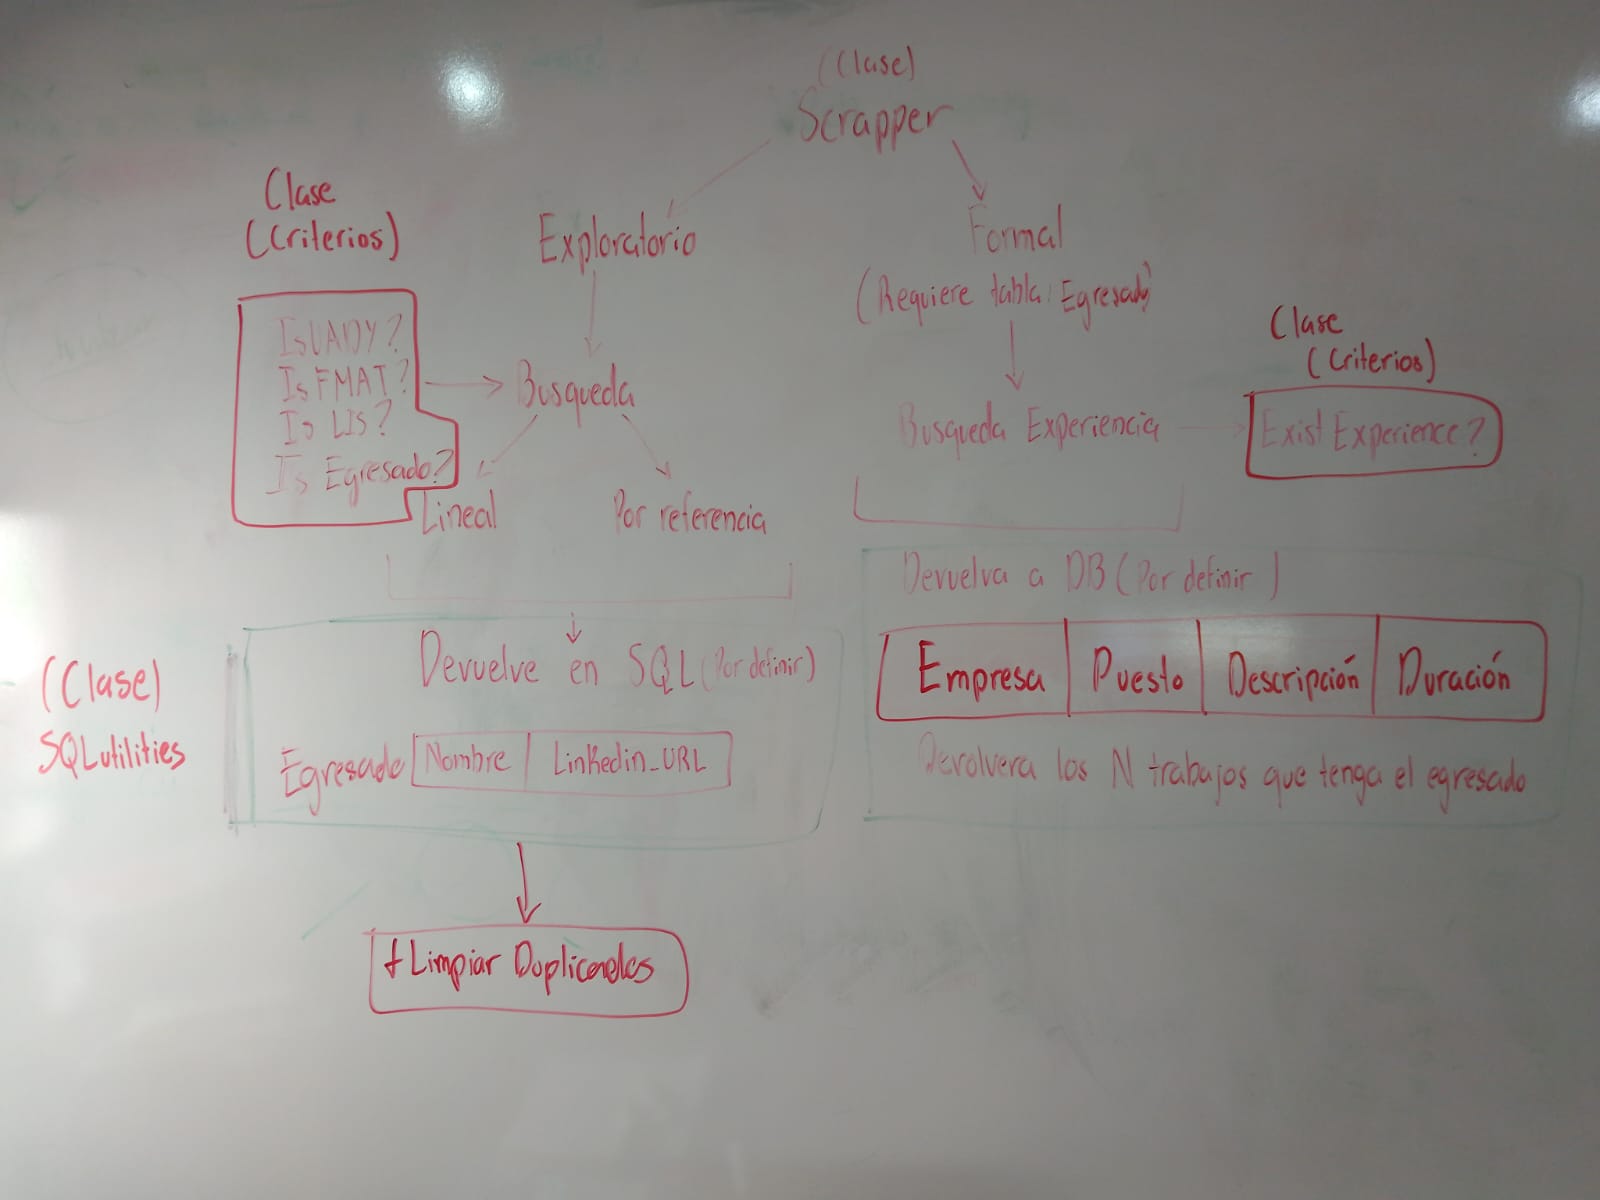 (Clase)
Scrapper
Clase
(Criterios)
Exploratorio
Formal
(Requiere tabla: Egresado)
IsUADY?
Is FMAT?
Is LIS?
Is Egresado?
Busqueda
Lineal
Por referencia
Busqueda Experiencia
Clase
(Criterios)
Exist Experience?
Devuelve en SQL (Por definir)
(Clase)
SQLutilities
Egresado Nombre Linkedin_URL
+Limpiar Duplicados
Devuelva a DB (Por definir)
Empresa Puesto Descripción Duración
Devolvera los N trabajos que tenga el egresado